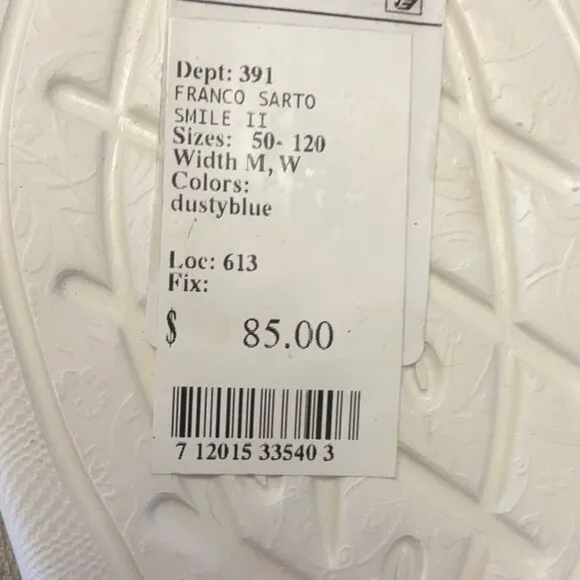 Dept: 391
FRANCO SARTO
SMILE II
Sizes: 50- 120
Width M, W
Colors:
dustyblue
Loc: 613
Fix:
$ 85.00
7 12015 33540 3